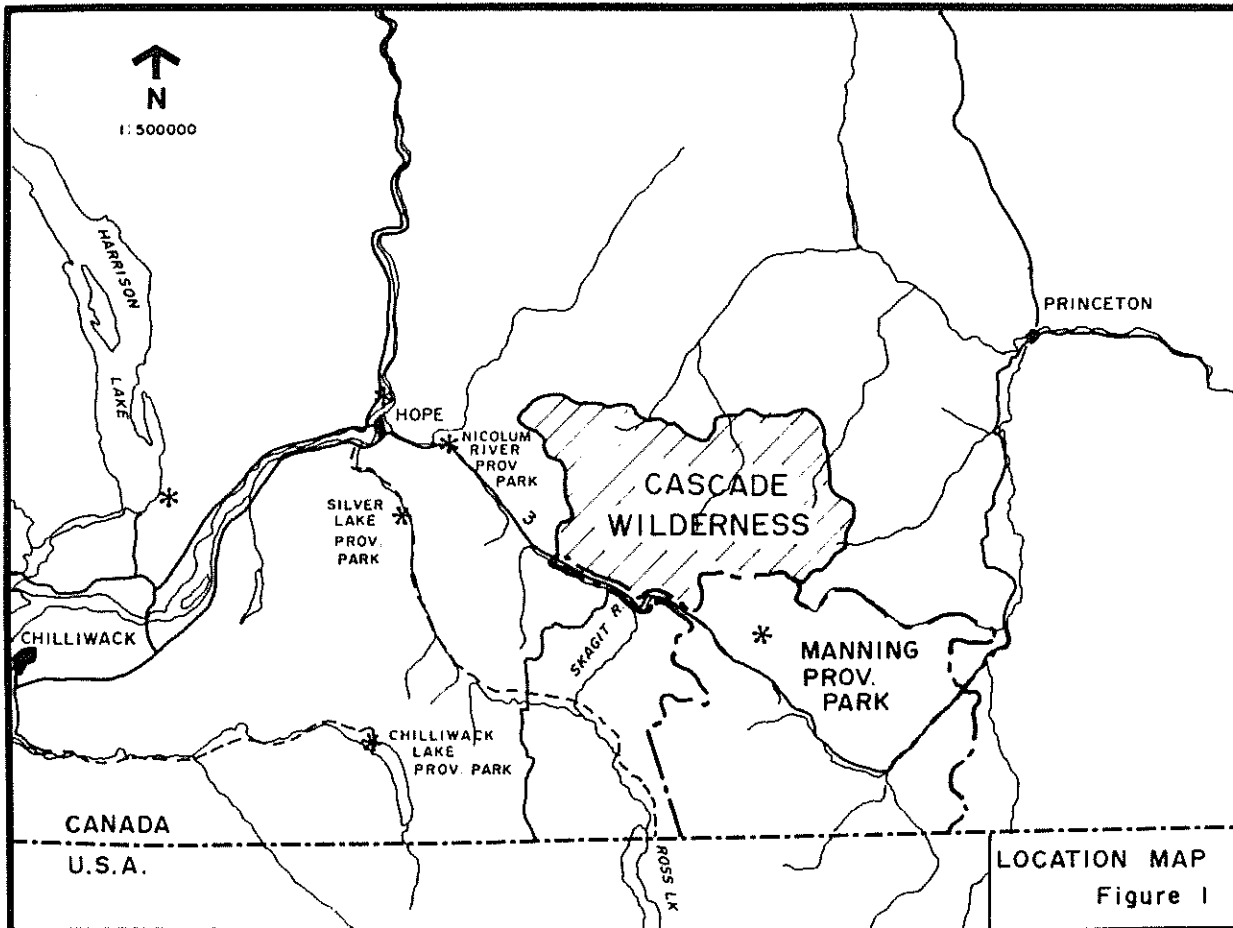 N
1:500000
HARRISON
LAKE
PRINCETON
HOPE
NICOLUM
RIVER
PROV
PARK
3
CASCADE
WILDERNESS
SILVER
LAKE
PROV.
PARK
SKAGIT R.
CHILLIWACK
MANNING
PROV.
PARK
CHILLIWACK
LAKE
PROV. PARK
CANADA
U.S.A.
ROSS LK
LOCATION MAP
Figure 1